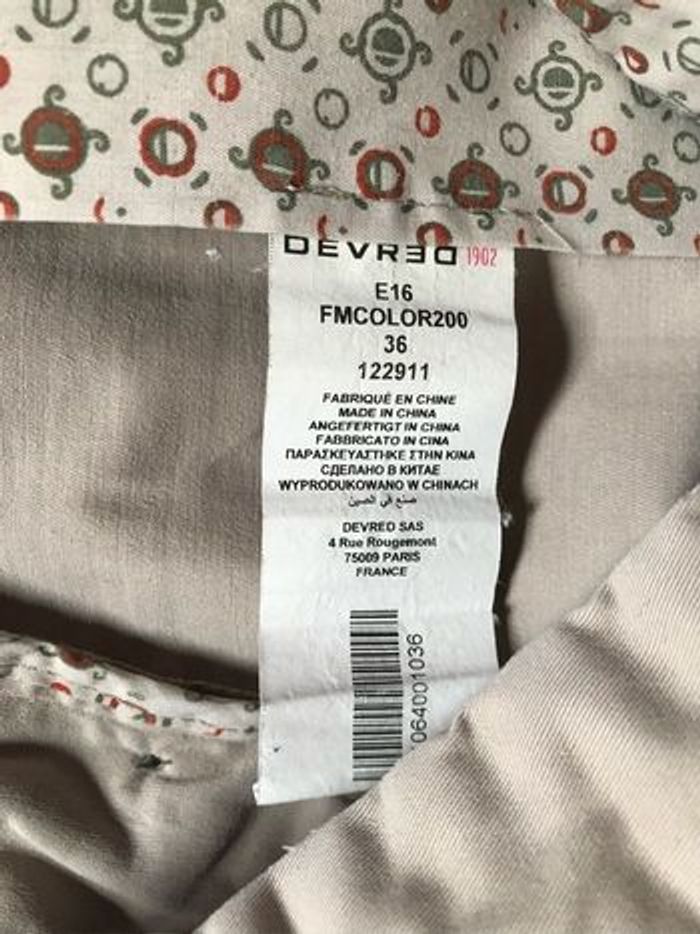 DEVRED 1902
E16
FMCOLOR200
36
122911
FABRIQUÉ EN CHINE
MADE IN CHINA
ANGEFERTIGT IN CHINA
FABBRICATO IN CINA
ΠΑΡΑΣΚΕΥΑΣΤΗΚΕ ΣΤΗΝ ΚΙΝΑ
СДЕЛАНО В КИТАЕ
WYPRODUKOWANO W CHINACH
صنع في الصين
DEVRED SAS
4 Rue Rougemont
75009 PARIS
FRANCE
064001036